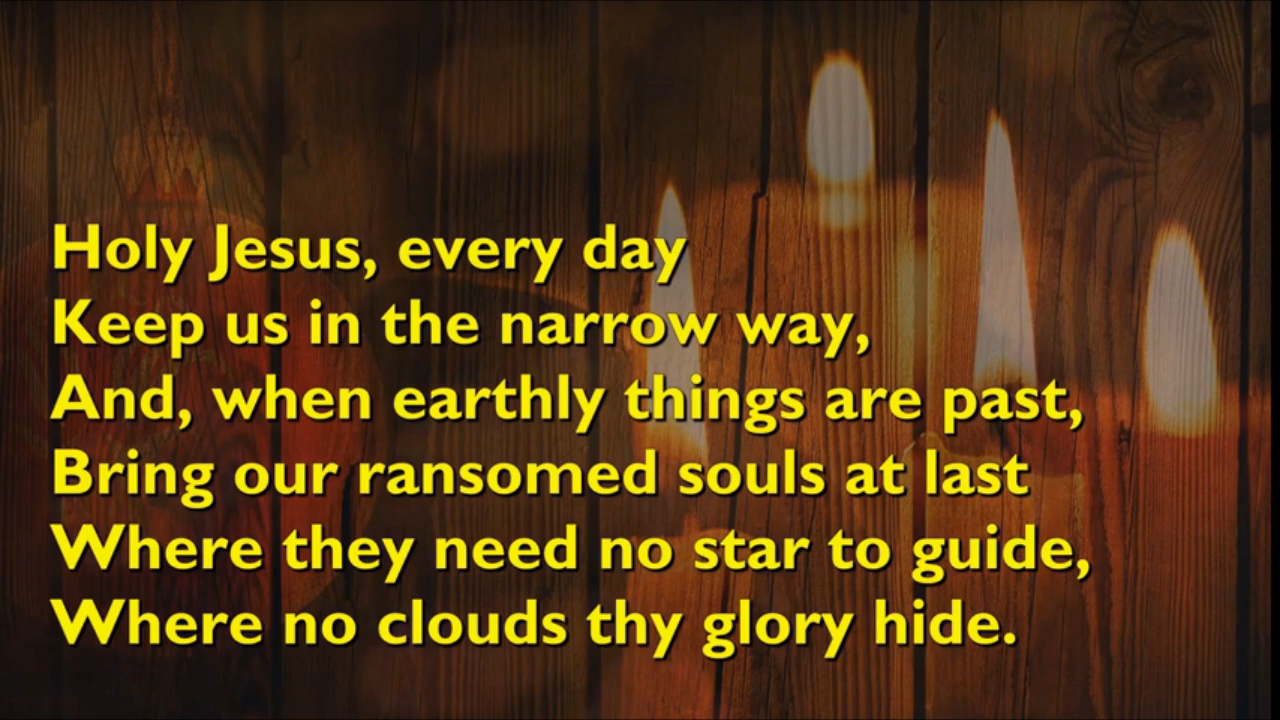 Holy Jesus, every day
Keep us in the narrow way,
And, when earthly things are past,
Bring our ransomed souls at last
Where they need no star to guide,
Where no clouds thy glory hide.